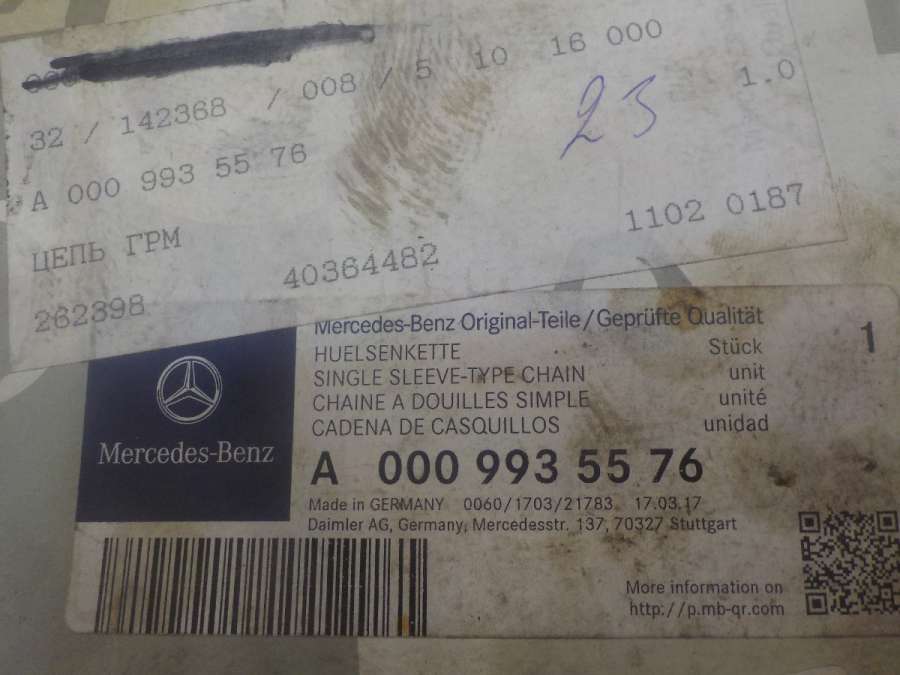 32 / 142368 / 008 / 5 10 16 000
23
1.0
A 000 993 55 76
ЦЕПЬ ГРМ
40364482
1102 0187
262398
Mercedes-Benz Original-Teile/Geprüfte Qualität
HUELSENKETTE Stück 1
SINGLE SLEEVE-TYPE CHAIN unit
CHAINE A DOUILLES SIMPLE unité
CADENA DE CASQUILLOS unidad
Mercedes-Benz
A 000 993 55 76
Made in GERMANY 0060/1703/21783 17.03.17
Daimler AG, Germany, Mercedesstr. 137, 70327 Stuttgart
More information on
http://p.mb-qr.com